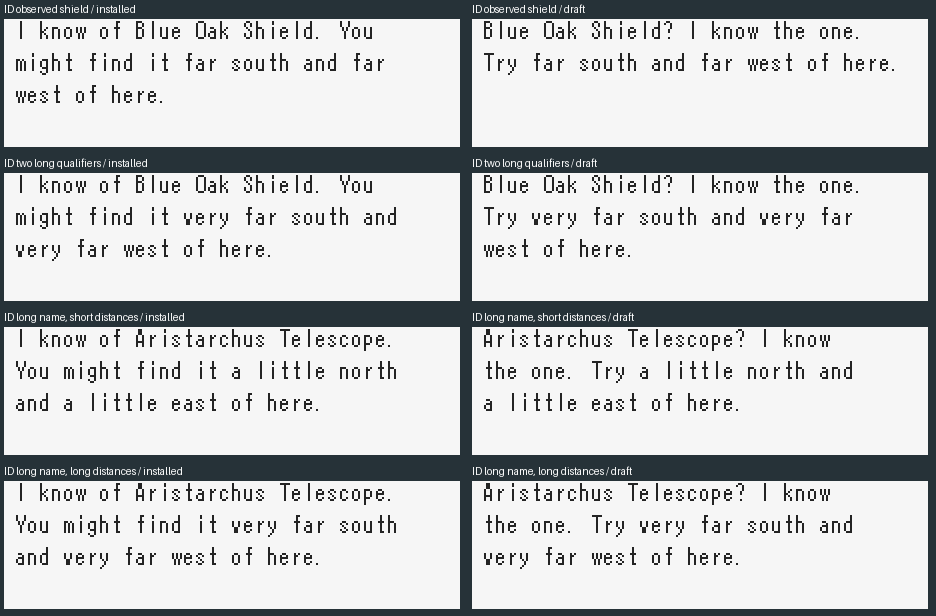 ID observed shield / installed
I know of Blue Oak Shield. You
might find it far south and far
west of here.
ID observed shield / draft
Blue Oak Shield? I know the one.
Try far south and far west of here.
ID two long qualifiers / installed
I know of Blue Oak Shield. You
might find it very far south and
very far west of here.
ID two long qualifiers / draft
Blue Oak Shield? I know the one.
Try very far south and very far
west of here.
ID long name, short distances / installed
I know of Aristarchus Telescope.
You might find it a little north
and a little east of here.
ID long name, short distances / draft
Aristarchus Telescope? I know
the one. Try a little north and
a little east of here.
ID long name, long distances / installed
I know of Aristarchus Telescope.
You might find it very far south
and very far west of here.
ID long name, long distances / draft
Aristarchus Telescope? I know
the one. Try very far south and
very far west of here.